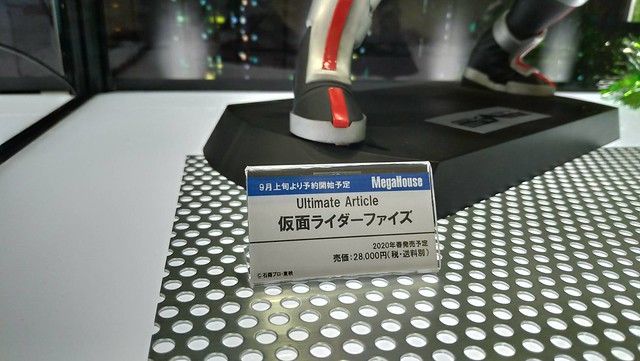 9月上旬より予約開始予定 MegaHouse
Ultimate Article
仮面ライダーファイズ
2020年春発売予定
売価:28,000円(税・送料別)
©石森プロ・東映